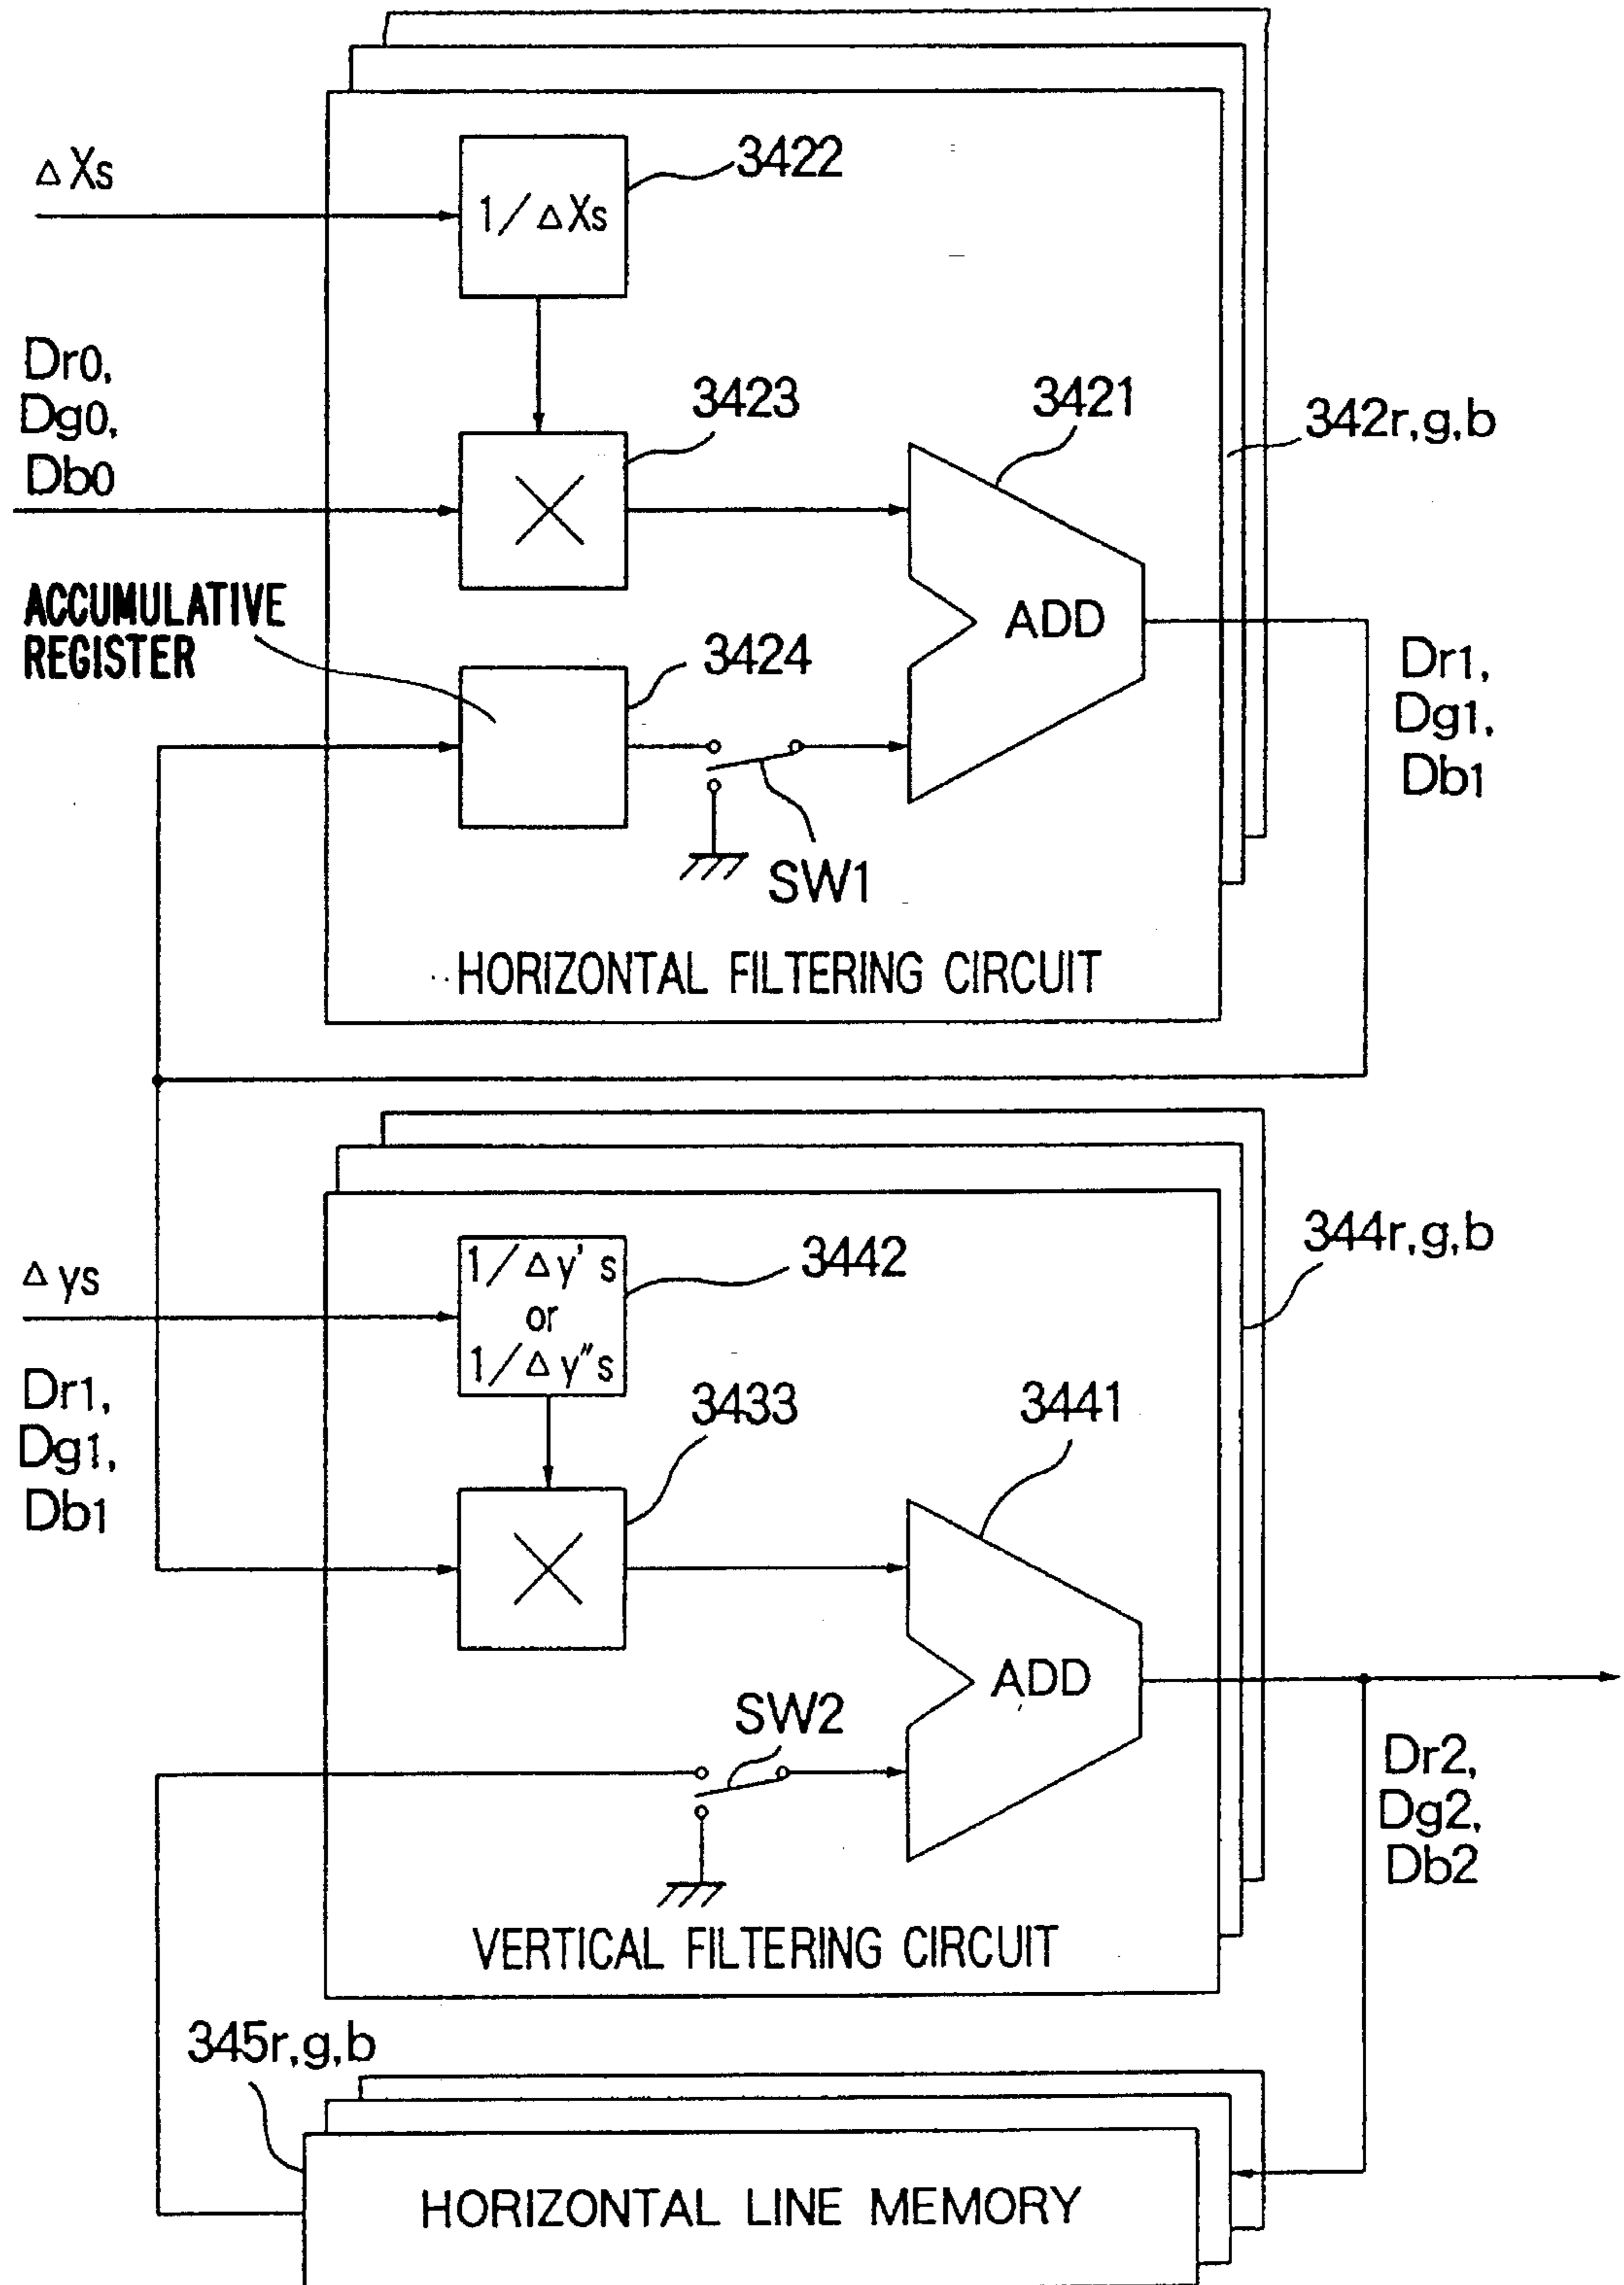 ΔXs
1/ΔXs
3422
Dr0,
Dg0,
Db0
3423
3421
342r,g,b
ACCUMULATIVE
REGISTER
3424
ADD
Dr1,
Dg1,
Db1
SW1
HORIZONTAL FILTERING CIRCUIT
Δys
1/Δy's
or
1/Δy"s
3442
344r,g,b
Dr1,
Dg1,
Db1
3433
3441
ADD
SW2
Dr2,
Dg2,
Db2
VERTICAL FILTERING CIRCUIT
345r,g,b
HORIZONTAL LINE MEMORY